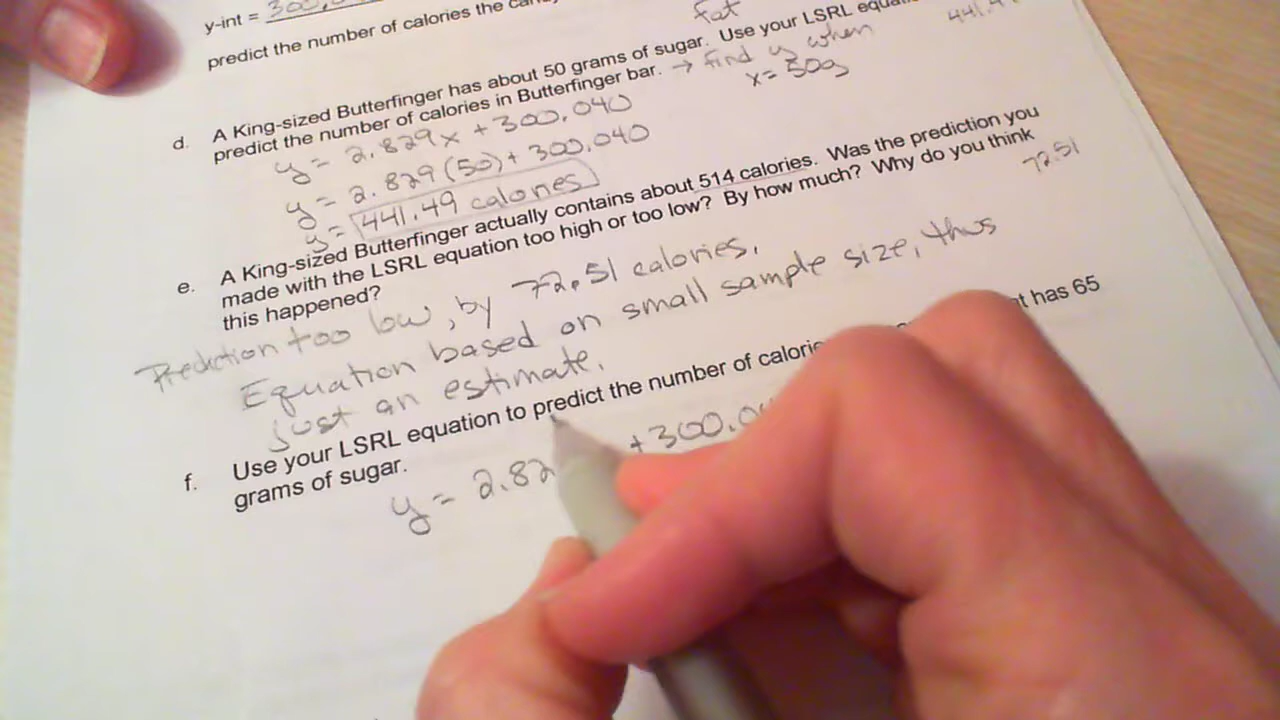 y-int = 300.0
predict the number of calories the
fat
441.4
d. A King-sized Butterfinger has about 50 grams of sugar. Use your LSRL
predict the number of calories in Butterfinger bar. → find y when
x = 50g
y = 2.829x + 300.040
y = 2.829(50) + 300.040
y = 441.49 calories
e. A King-sized Butterfinger actually contains about 514 calories. Was the prediction you
made with the LSRL equation too high or too low? By how much? Why do you think
this happened?
72.51
Prediction too low, by 72.51 calories.
Equation based on small sample size, thus
just an estimate.
f. Use your LSRL equation to predict the number of has 65
grams of sugar.
y = 2.82 + 300.0